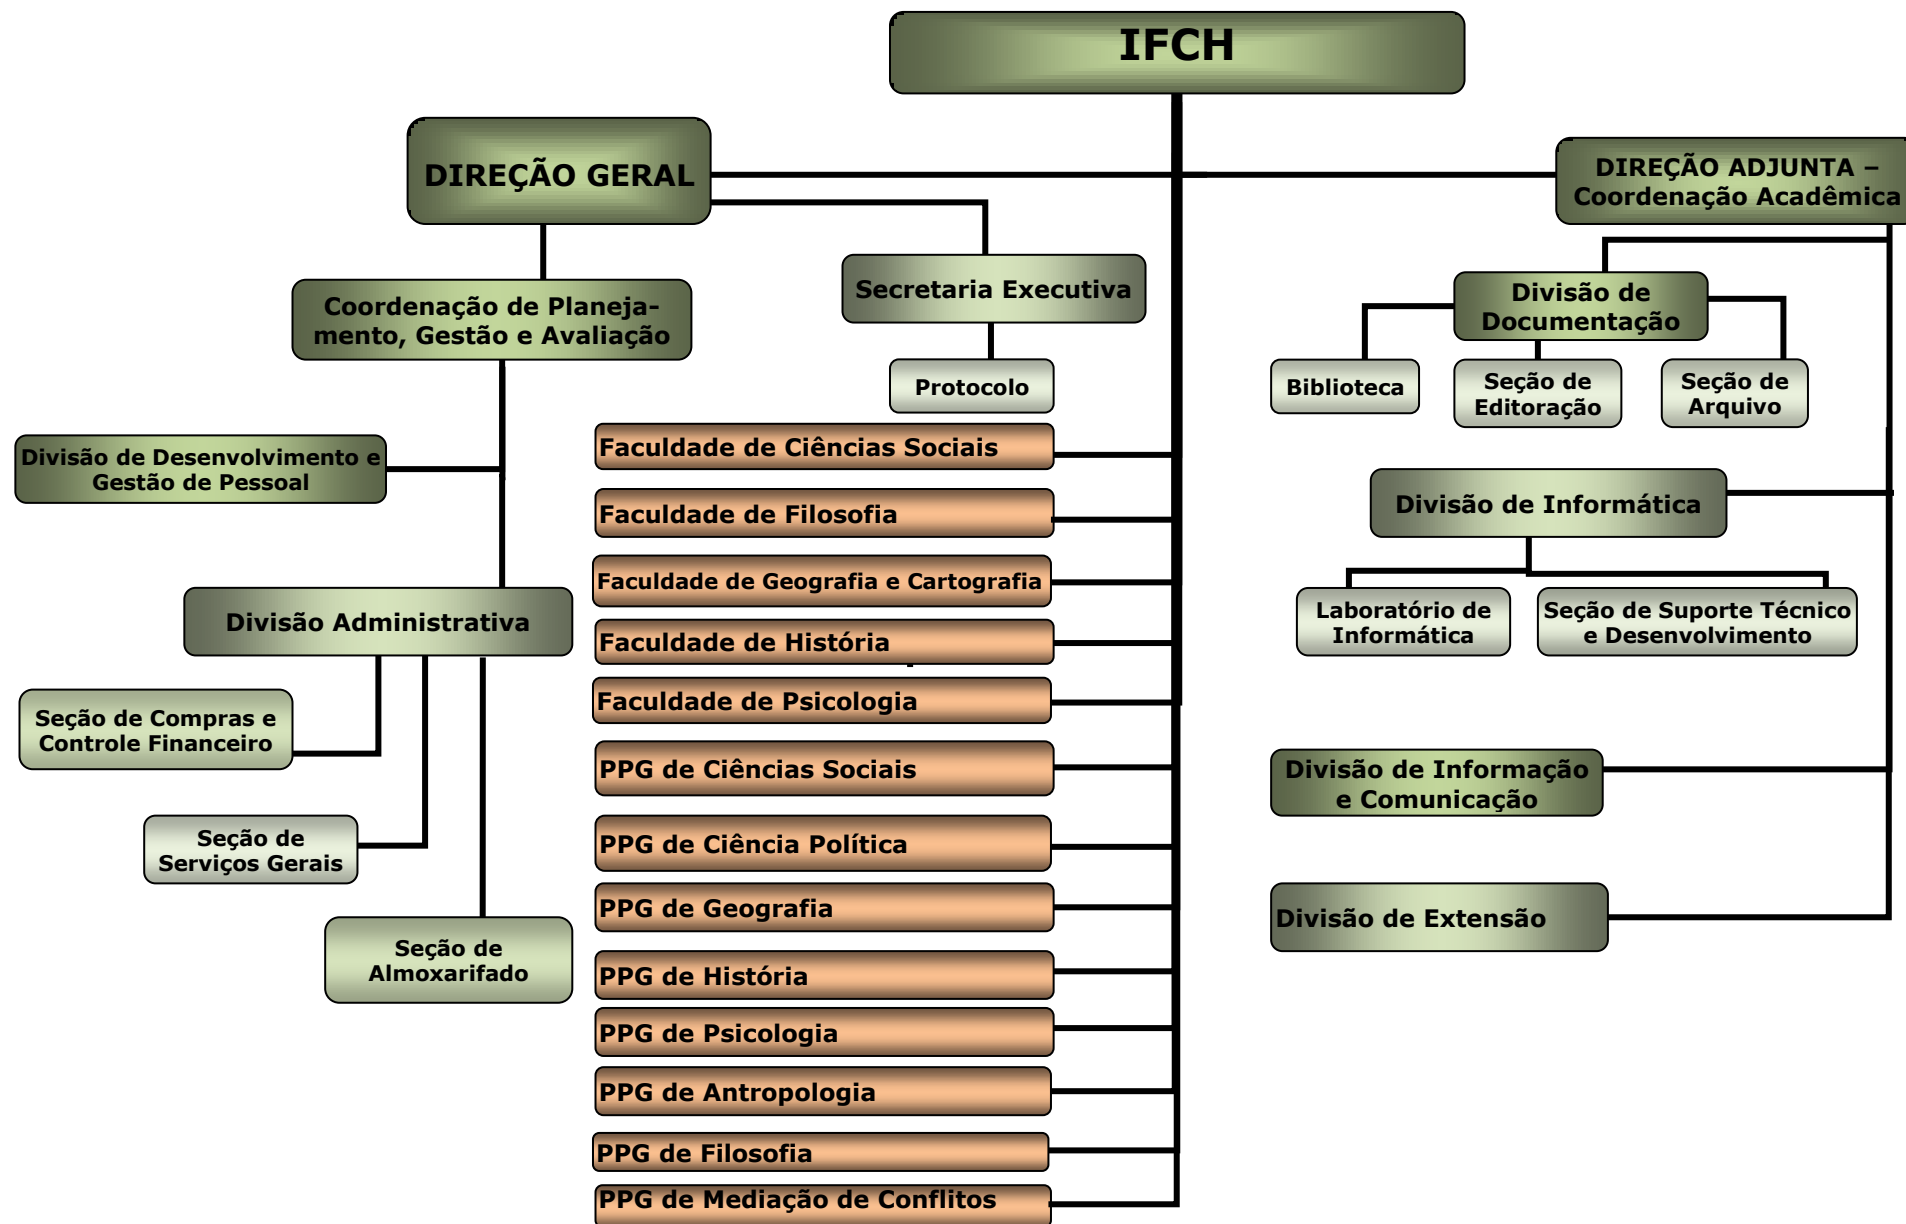 IFCH
DIREÇÃO GERAL
DIREÇÃO ADJUNTA –
Coordenação Acadêmica
Coordenação de Planeja-
mento, Gestão e Avaliação
Secretaria Executiva
Protocolo
Divisão de Desenvolvimento e
Gestão de Pessoal
Divisão Administrativa
Seção de Compras e
Controle Financeiro
Seção de
Serviços Gerais
Seção de
Almoxarifado
Faculdade de Ciências Sociais
Faculdade de Filosofia
Faculdade de Geografia e Cartografia
Faculdade de História
Faculdade de Psicologia
PPG de Ciências Sociais
PPG de Ciência Política
PPG de Geografia
PPG de História
PPG de Psicologia
PPG de Antropologia
PPG de Filosofia
PPG de Mediação de Conflitos
Divisão de
Documentação
Biblioteca
Seção de
Editoração
Seção de
Arquivo
Divisão de Informática
Laboratório de
Informática
Seção de Suporte Técnico
e Desenvolvimento
Divisão de Informação
e Comunicação
Divisão de Extensão